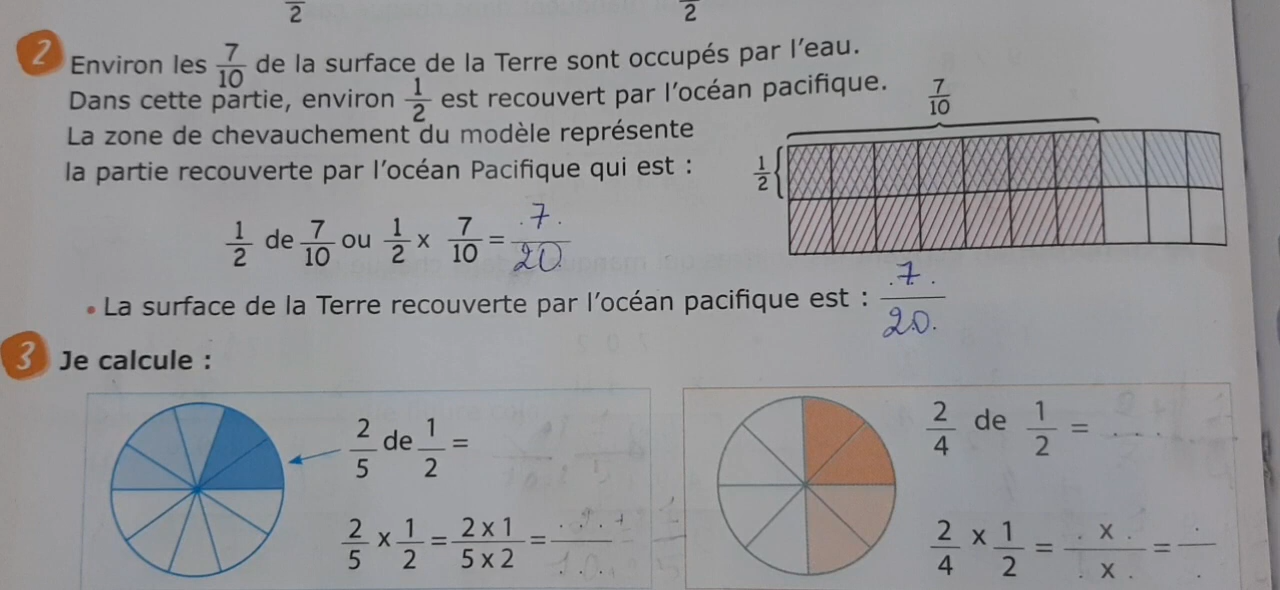 2 2
2 Environ les 7/10 de la surface de la Terre sont occupés par l'eau.
Dans cette partie, environ 1/2 est recouvert par l'océan pacifique.
La zone de chevauchement du modèle représente
la partie recouverte par l'océan Pacifique qui est :
7/10
1/2
1/2 de 7/10 ou 1/2 x 7/10 = 7/20
• La surface de la Terre recouverte par l'océan pacifique est : 7/20
3 Je calcule :
2/5 de 1/2 =
2/5 x 1/2 = 2 x 1/5 x 2 =
2/4 de 1/2 = ...
2/4 x 1/2 = . x ./. x . = ./.